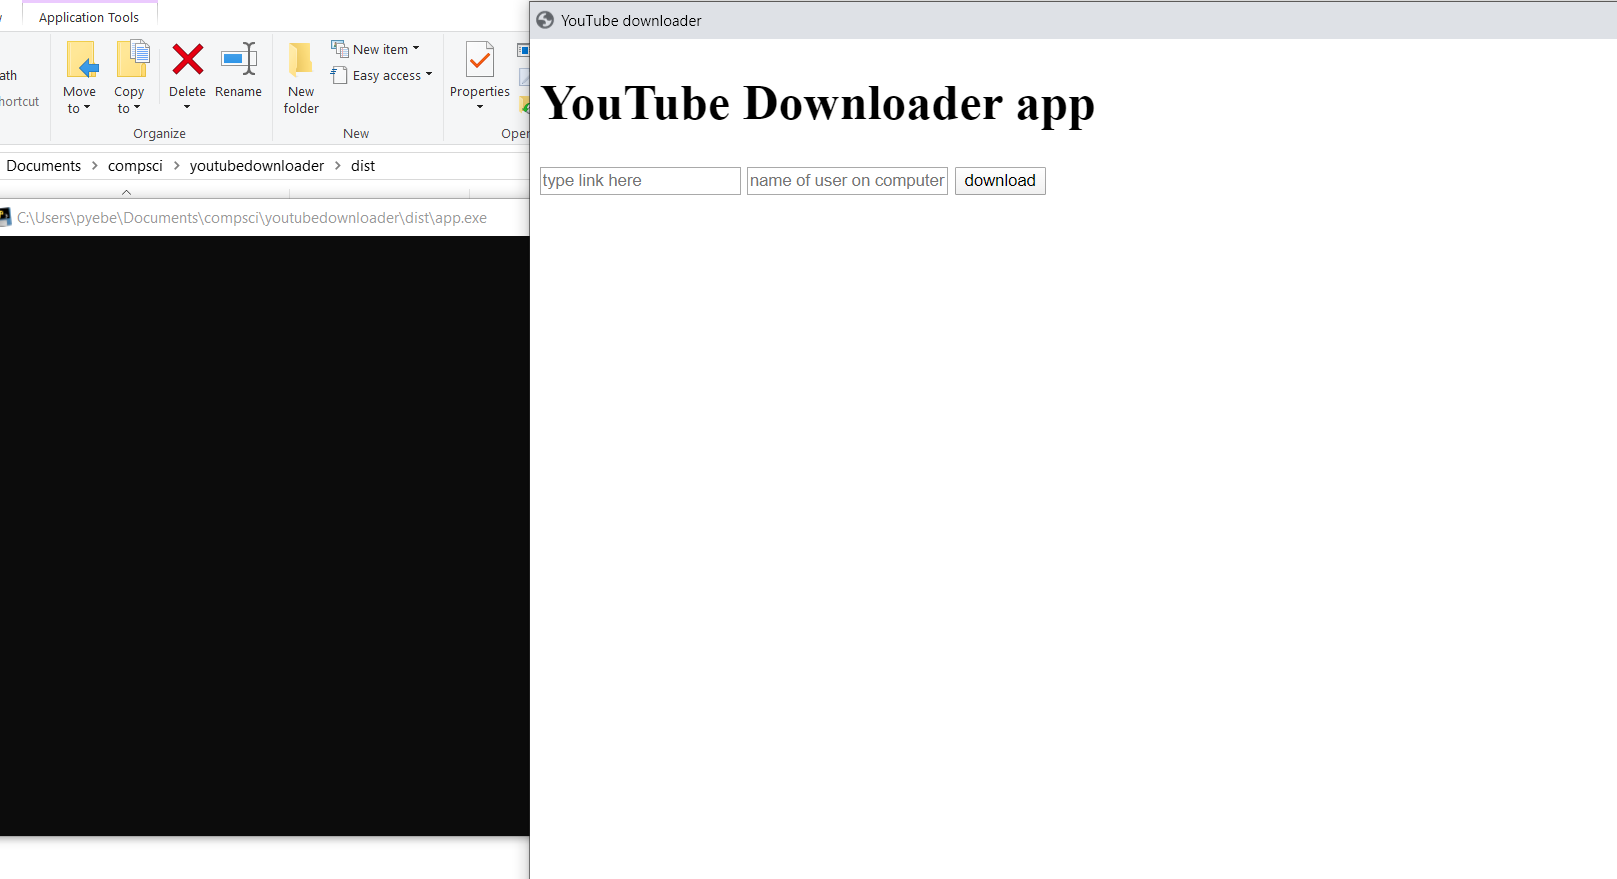 Application Tools
ath
hortcut
Move to
Copy to
Delete
Rename
New folder
New item
Easy access
Properties
Organize
New
Oper
Documents > compsci > youtubedownloader > dist
C:\Users\pyebe\Documents\compsci\youtubedownloader\dist\app.exe
YouTube downloader
YouTube Downloader app
type link here
name of user on computer
download